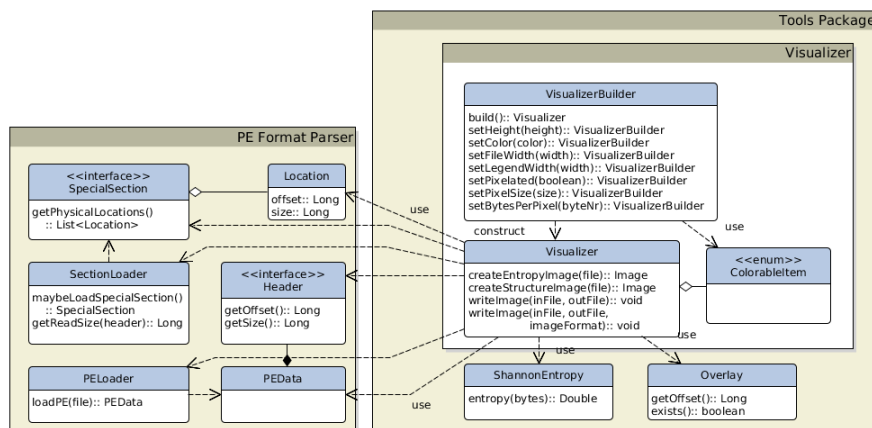 Tools Package
Visualizer
VisualizerBuilder
build():: Visualizer
setHeight(height):: VisualizerBuilder
setColor(color):: VisualizerBuilder
setFileWidth(width):: VisualizerBuilder
setLegendWidth(width):: VisualizerBuilder
setPixelated(boolean):: VisualizerBuilder
setPixelSize(size):: VisualizerBuilder
setBytesPerPixel(byteNr):: VisualizerBuilder
PE Format Parser
<<interface>>
SpecialSection
getPhysicalLocations()
:: List<Location>
Location
offset:: Long
size:: Long
use
construct
use
Visualizer
createEntropyImage(file):: Image
createStructureImage(file):: Image
writeImage(inFile, outFile):: void
writeImage(inFile, outFile,
imageFormat):: void
<<enum>>
ColorableItem
SectionLoader
maybeLoadSpecialSection()
:: SpecialSection
getReadSize(header):: Long
<<interface>>
Header
getOffset():: Long
getSize():: Long
use
use
PELoader
loadPE(file):: PEData
PEData
use
ShannonEntropy
entropy(bytes):: Double
Overlay
getOffset():: Long
exists():: boolean